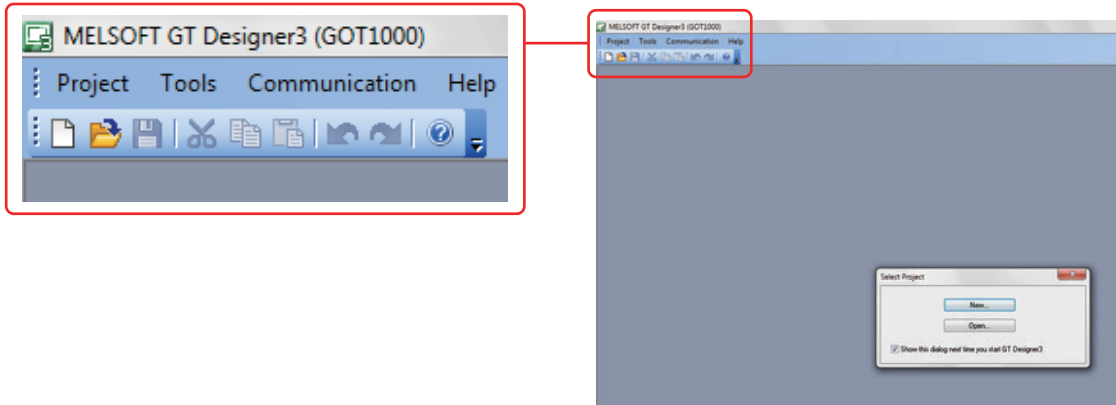 MELSOFT GT Designer3 (GOT1000)
Project Tools Communication Help
MELSOFT GT Designer3 (GOT1000)
Project Tools Communication Help
Select Project
New...
Open...
Show this dialog next time you start GT Designer3